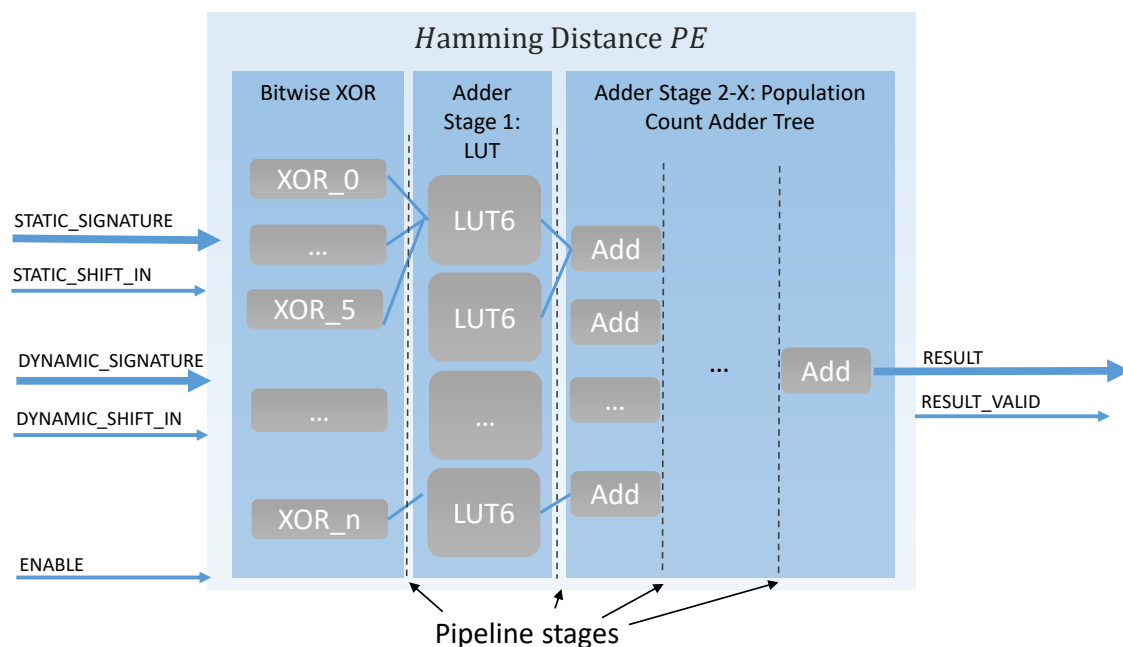 Hamming Distance PE
Bitwise XOR
Adder
Stage 1:
LUT
Adder Stage 2-X: Population
Count Adder Tree
STATIC_SIGNATURE
STATIC_SHIFT_IN
DYNAMIC_SIGNATURE
DYNAMIC_SHIFT_IN
ENABLE
XOR_0
...
XOR_5
...
XOR_n
LUT6
LUT6
...
LUT6
Add
Add
...
Add
...
Add
RESULT
RESULT_VALID
Pipeline stages